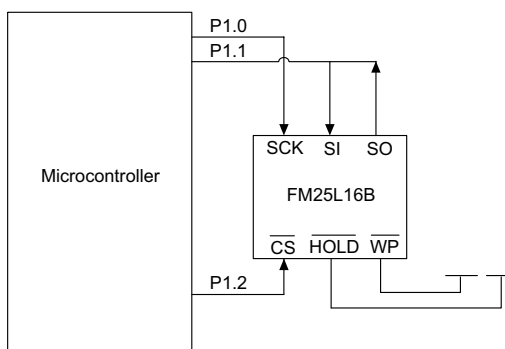 P1.0
P1.1
SCK SI SO
Microcontroller
FM25L16B
CS HOLD WP
P1.2